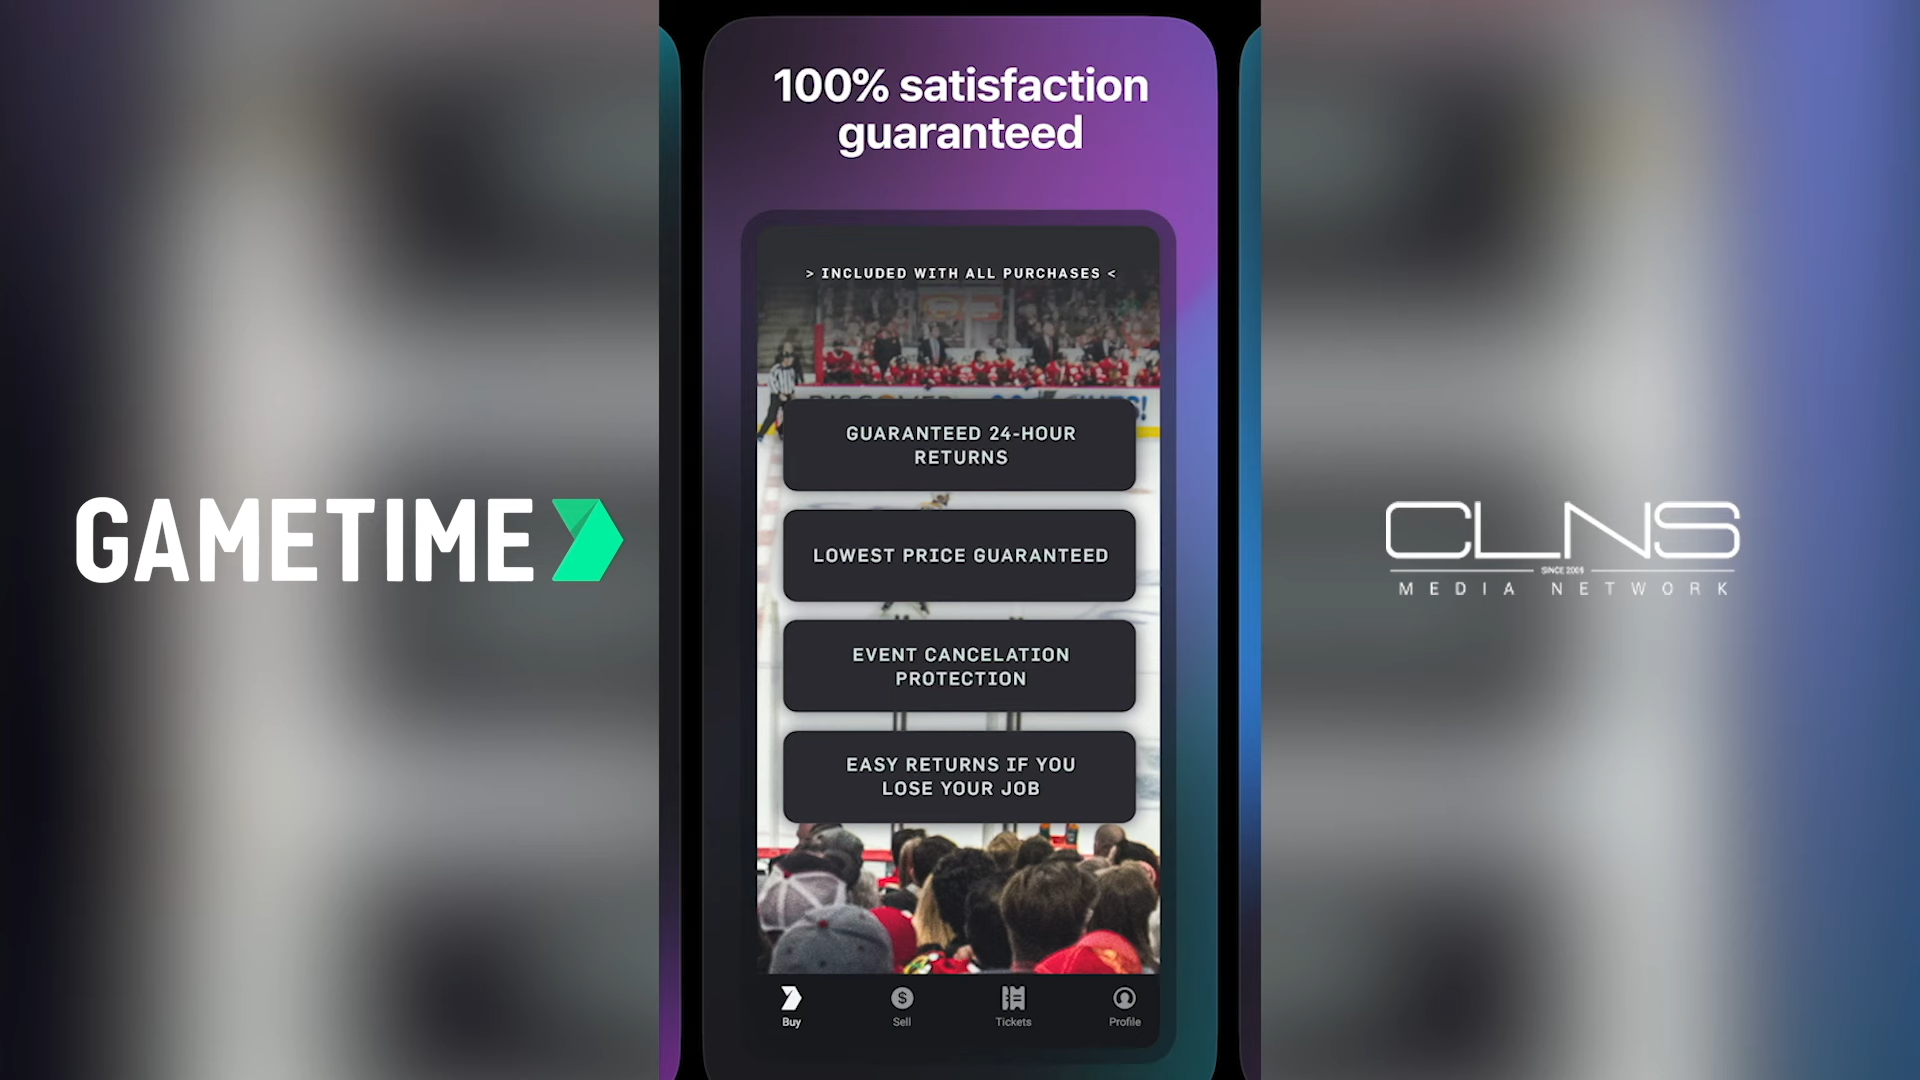 100% satisfaction
guaranteed
> INCLUDED WITH ALL PURCHASES <
GUARANTEED 24-HOUR
RETURNS
LOWEST PRICE GUARANTEED
EVENT CANCELATION
PROTECTION
EASY RETURNS IF YOU
LOSE YOUR JOB
Buy
Sell
Tickets
Profile
GAMETIME
CLNS
SINCE 2009
MEDIA NETWORK